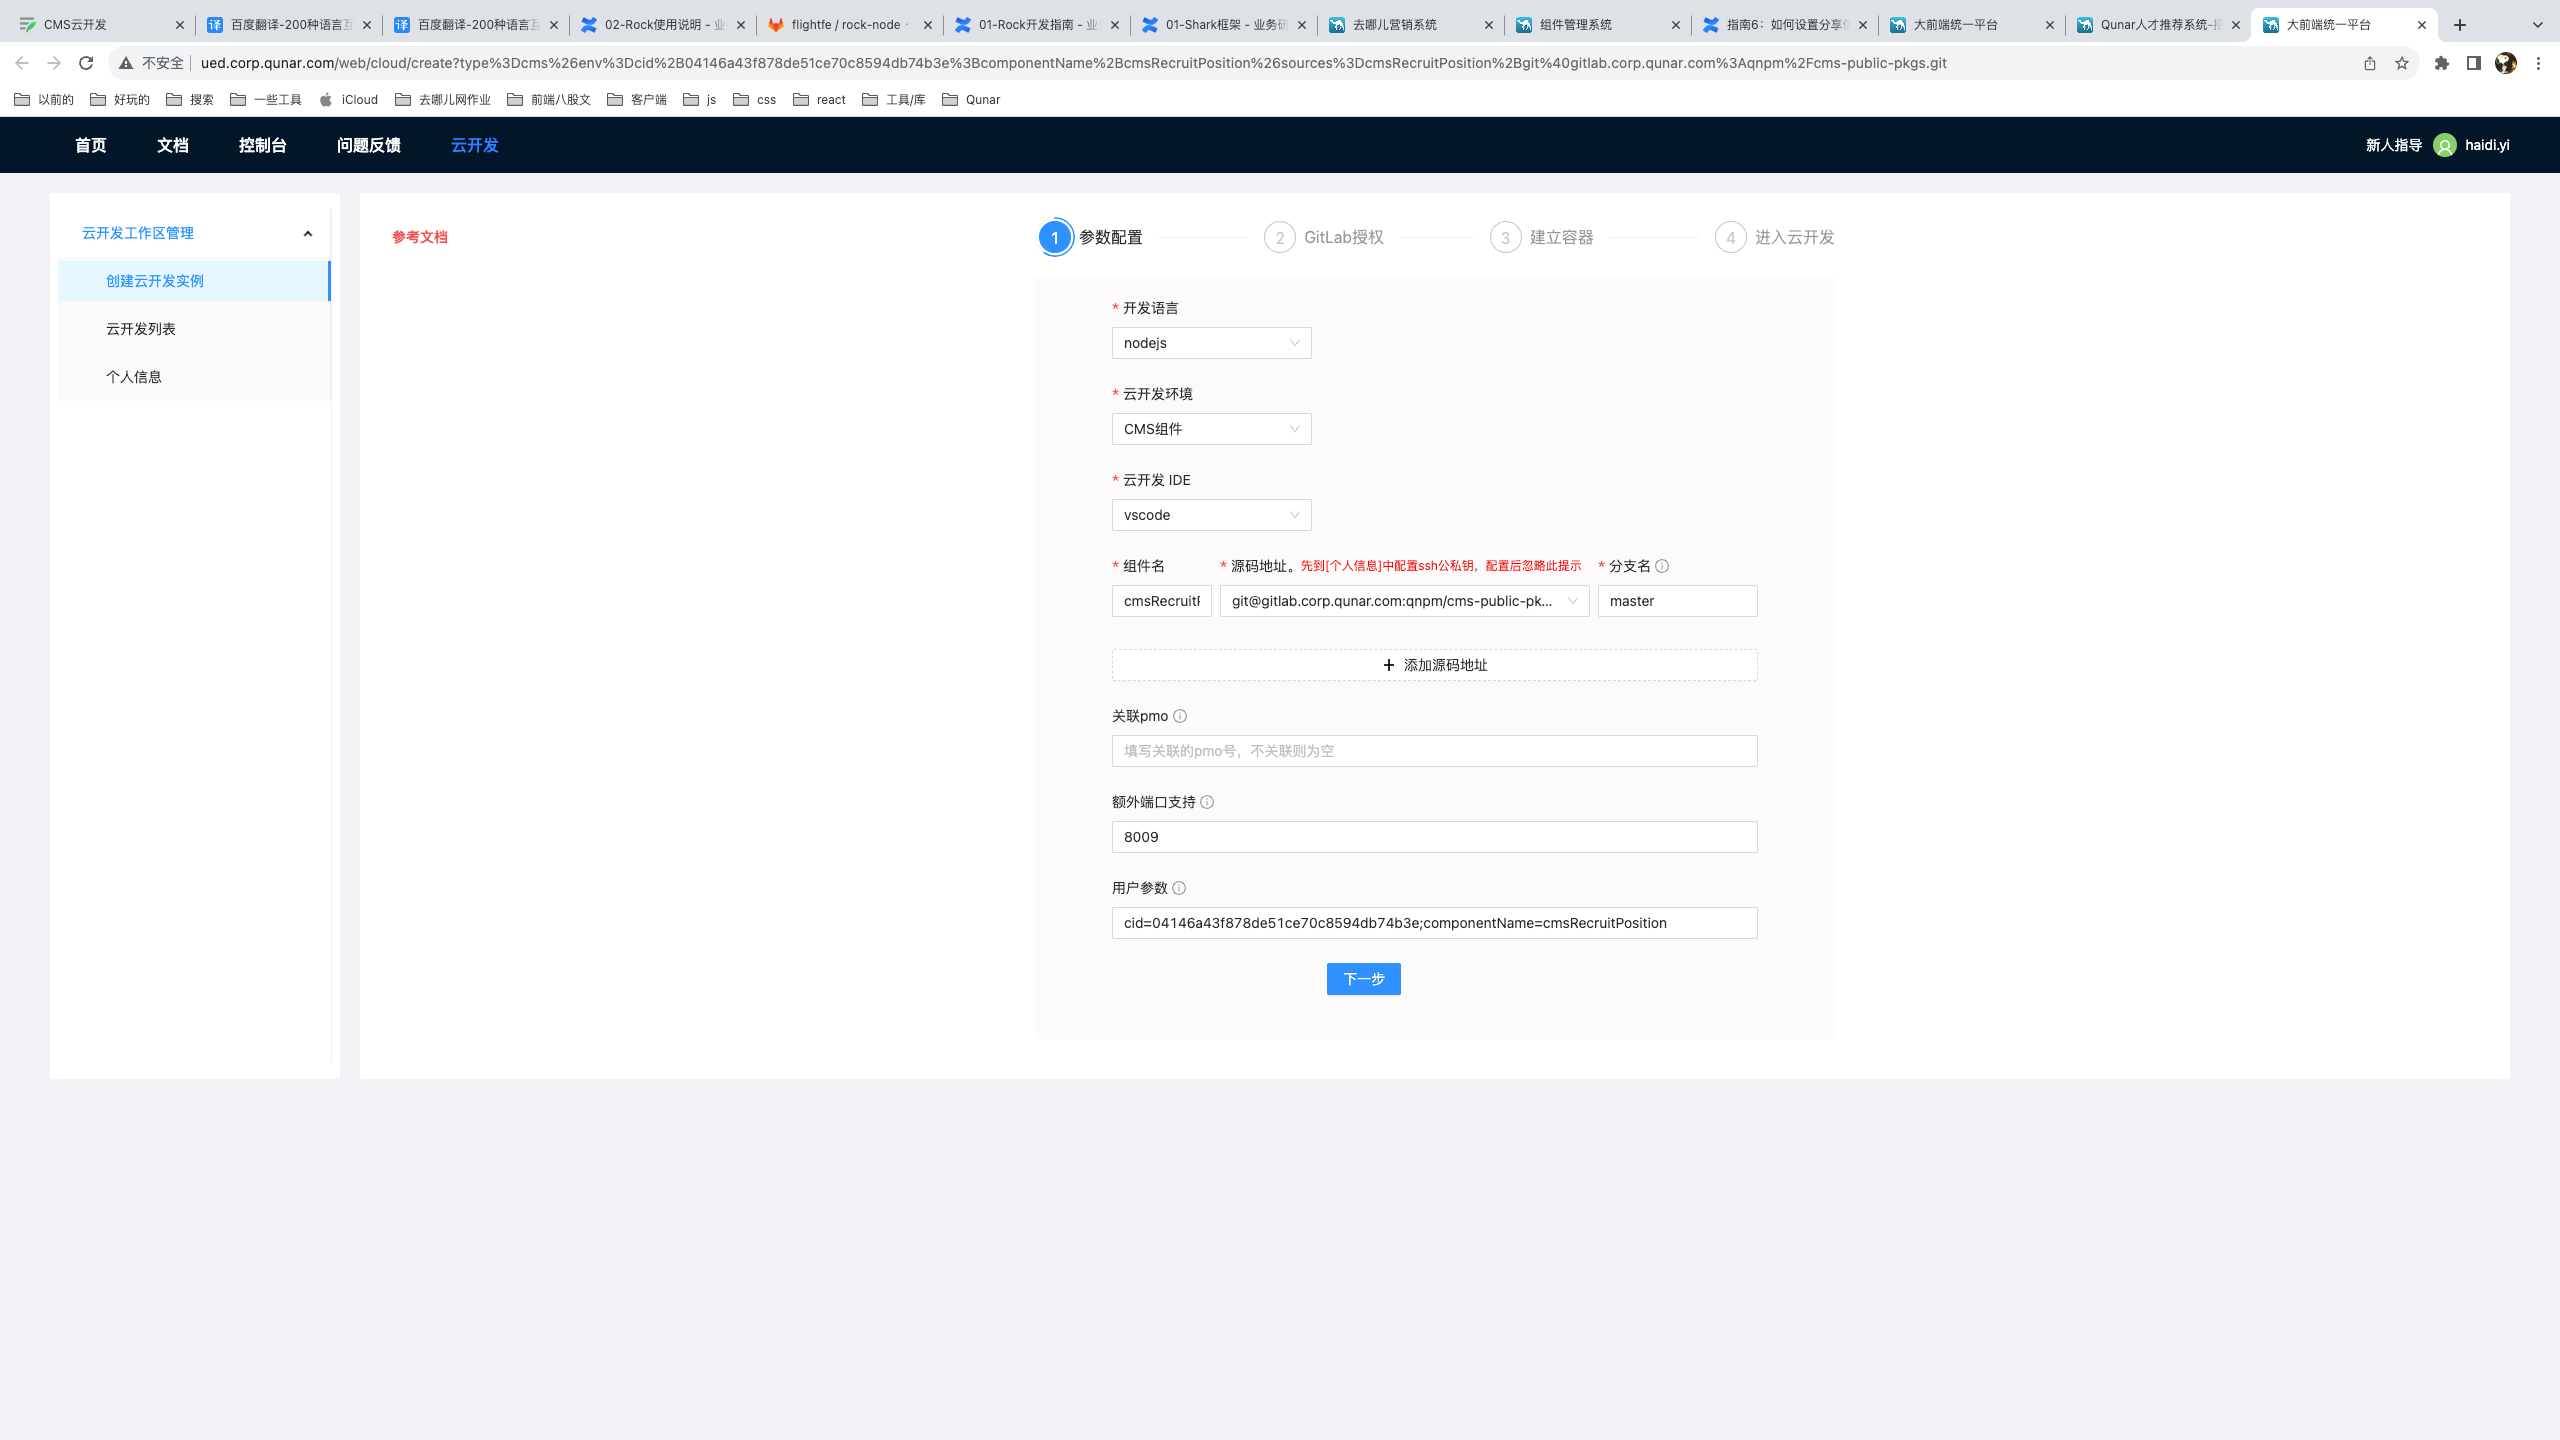 CMS云开发
百度翻译-200种语言互
百度翻译-200种语言互
02-Rock使用说明 - 业
flightfe / rock-node ·
01-Rock开发指南 - 业
01-Shark框架 - 业务研
去哪儿营销系统
组件管理系统
指南6：如何设置分享信
大前端统一平台
Qunar人才推荐系统-招
大前端统一平台
不安全
ued.corp.qunar.com/web/cloud/create?type%3Dcms%26env%3Dcid%2B04146a43f878de51ce70c8594db74b3e%3BcomponentName%2BcmsRecruitPosition%26sources%3DcmsRecruitPosition%2Bgit%40gitlab.corp.qunar.com%3Aqnpm%2Fcms-public-pkgs.git
以前的
好玩的
搜索
一些工具
iCloud
去哪儿网作业
前端八股文
客户端
js
css
react
工具/库
Qunar
首页
文档
控制台
问题反馈
云开发
新人指导
haidi.yi
云开发工作区管理
创建云开发实例
云开发列表
个人信息
参考文档
1 参数配置
2 GitLab授权
3 建立容器
4 进入云开发
* 开发语言
nodejs
* 云开发环境
CMS组件
* 云开发 IDE
vscode
* 组件名
* 源码地址。先到[个人信息]中配置ssh公私钥，配置后忽略此提示
* 分支名
cmsRecruitF
git@gitlab.corp.qunar.com:qnpm/cms-public-pk...
master
+ 添加源码地址
关联pmo
填写关联的pmo号，不关联则为空
额外端口支持
8009
用户参数
cid=04146a43f878de51ce70c8594db74b3e;componentName=cmsRecruitPosition
下一步